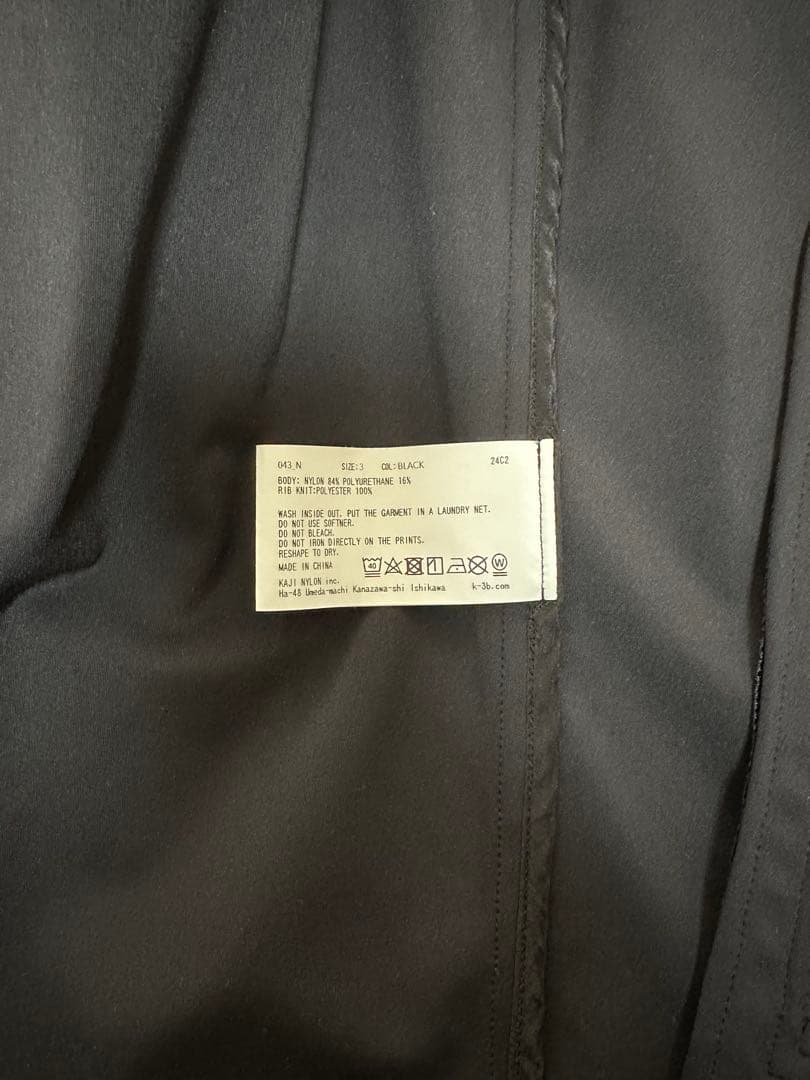 043_N SIZE:3 COL:BLACK 24C2
BODY: NYLON 84% POLYURETHANE 16%
RIB KNIT:POLYESTER 100%
WASH INSIDE OUT. PUT THE GARMENT IN A LAUNDRY NET.
DO NOT USE SOFTNER.
DO NOT BLEACH.
DO NOT IRON DIRECTLY ON THE PRINTS.
RESHAPE TO DRY.
MADE IN CHINA 40 W
KAJI NYLON inc.
Ha-48 Umeda-machi Kanazawa-shi Ishikawa k-3b.com